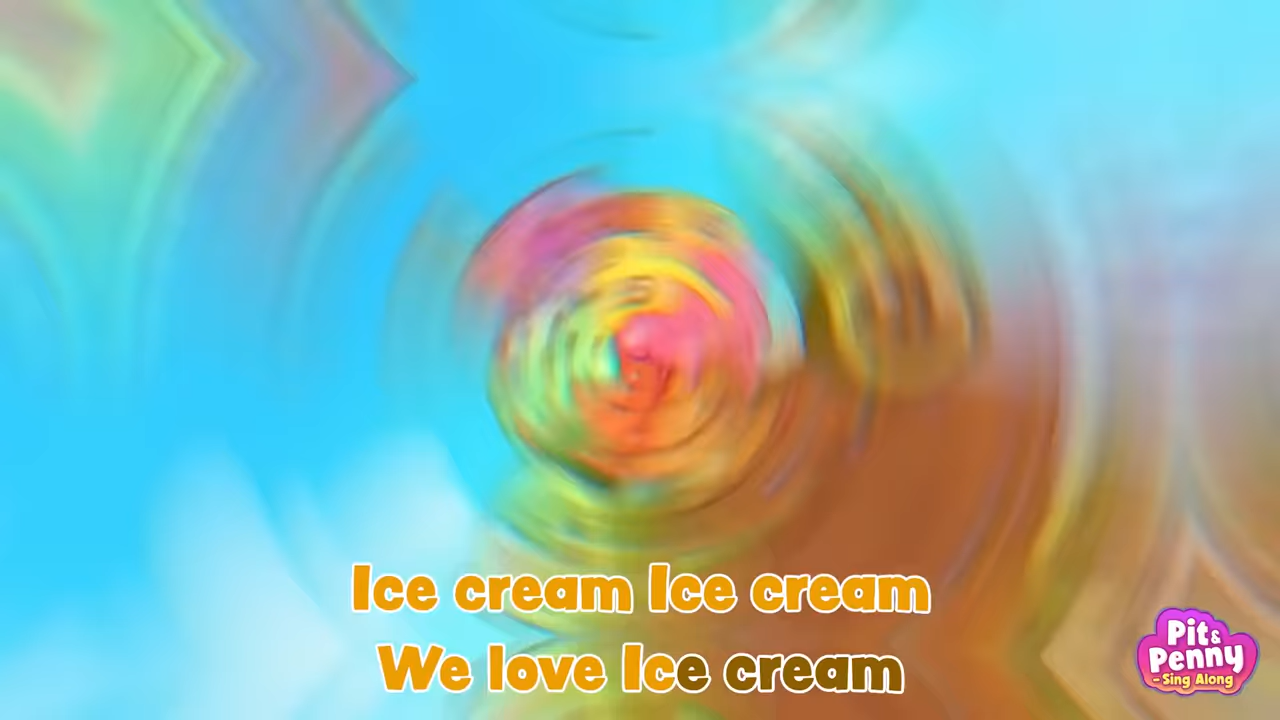 Ice cream Ice cream
We love Ice cream
Pit &
Penny
- Sing Along